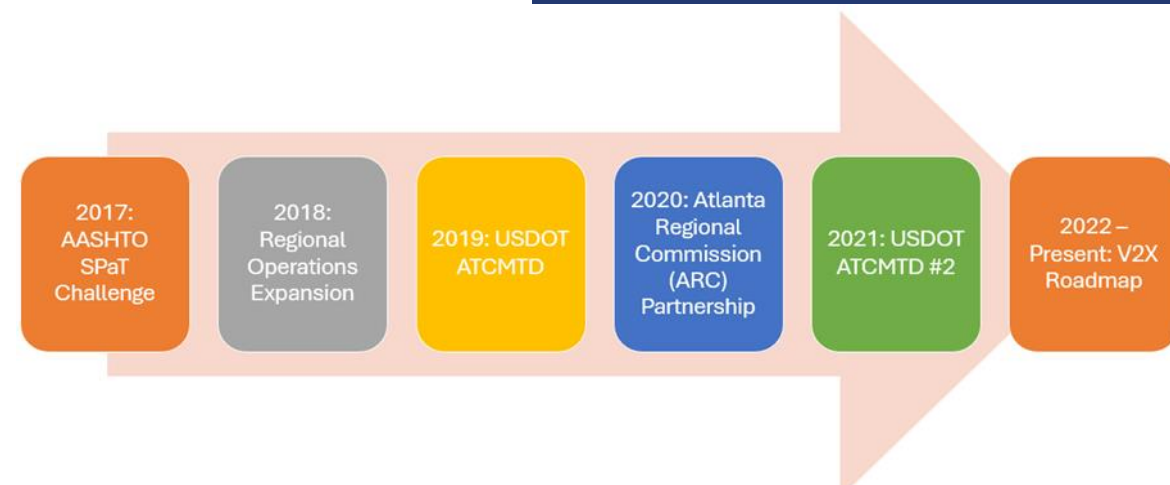 2017:
AASHTO
SPaT
Challenge
2018:
Regional
Operations
Expansion
2019: USDOT
ATCMTD
2020: Atlanta
Regional
Commission
(ARC)
Partnership
2021: USDOT
ATCMTD #2
2022 –
Present: V2X
Roadmap